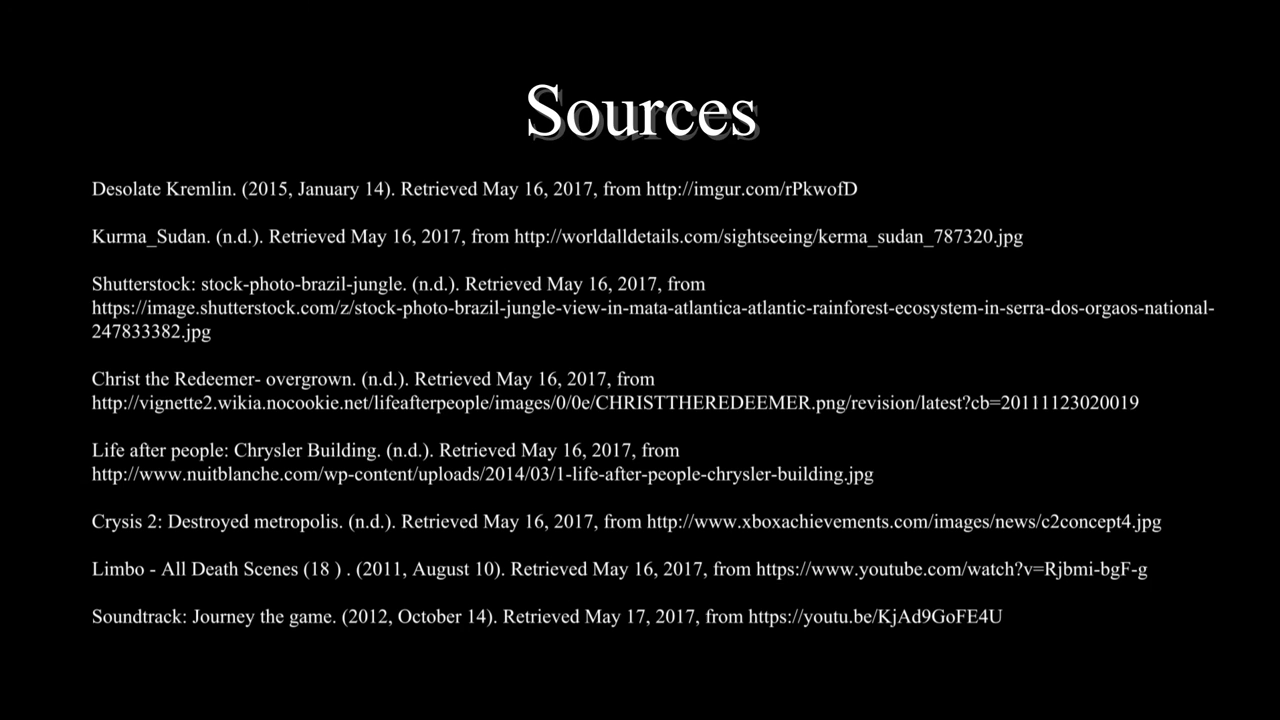 Sources
Desolate Kremlin. (2015, January 14). Retrieved May 16, 2017, from http://imgur.com/rPkwofD
Kurma_Sudan. (n.d.). Retrieved May 16, 2017, from http://worldalldetails.com/sightseeing/kerma_sudan_787320.jpg
Shutterstock: stock-photo-brazil-jungle. (n.d.). Retrieved May 16, 2017, from
https://image.shutterstock.com/z/stock-photo-brazil-jungle-view-in-mata-atlantica-atlantic-rainforest-ecosystem-in-serra-dos-orgaos-national-
247833382.jpg
Christ the Redeemer- overgrown. (n.d.). Retrieved May 16, 2017, from
http://vignette2.wikia.nocookie.net/lifeafterpeople/images/0/0e/CHRISTTHEREDEEMER.png/revision/latest?cb=20111123020019
Life after people: Chrysler Building. (n.d.). Retrieved May 16, 2017, from
http://www.nuitblanche.com/wp-content/uploads/2014/03/1-life-after-people-chrysler-building.jpg
Crysis 2: Destroyed metropolis. (n.d.). Retrieved May 16, 2017, from http://www.xboxachievements.com/images/news/c2concept4.jpg
Limbo - All Death Scenes (18 ) . (2011, August 10). Retrieved May 16, 2017, from https://www.youtube.com/watch?v=Rjbmi-bgF-g
Soundtrack: Journey the game. (2012, October 14). Retrieved May 17, 2017, from https://youtu.be/KjAd9GoFE4U